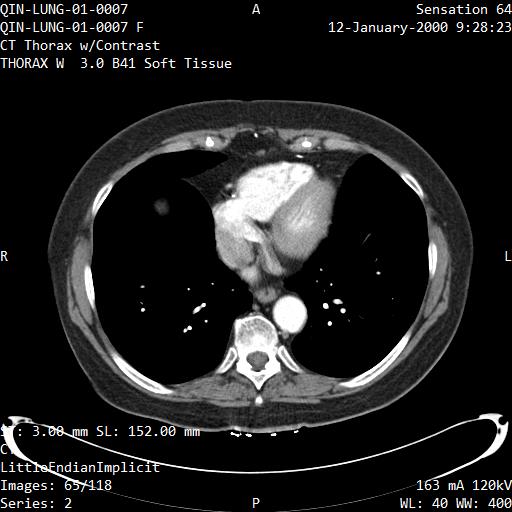 QIN-LUNG-01-0007
A
Sensation 64
QIN-LUNG-01-0007 F
12-January-2000 9:28:23
CT Thorax w/Contrast
THORAX W 3.0 B41 Soft Tissue
R
L
3.00 mm SL: 152.00 mm
LittleEndianImplicit
Images: 65/118
163 mA 120kV
Series: 2
P
WL: 40 WW: 400